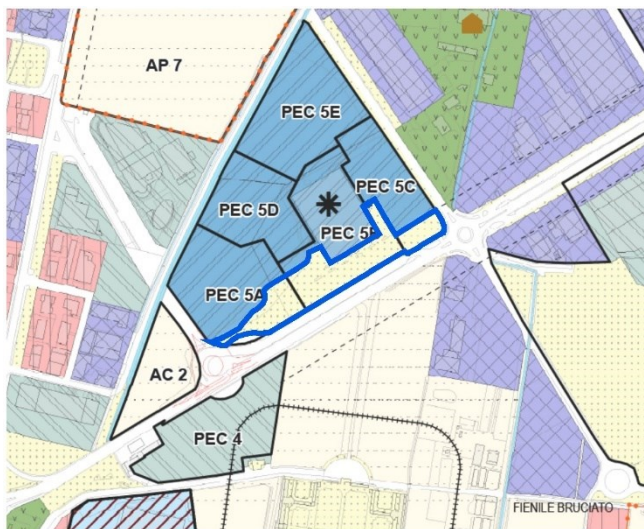 AP 7
PEC 5E
PEC 5C
PEC 5D
PEC 5B
PEC 5A
AC 2
PEC 4
FIENILE BRUCIATO